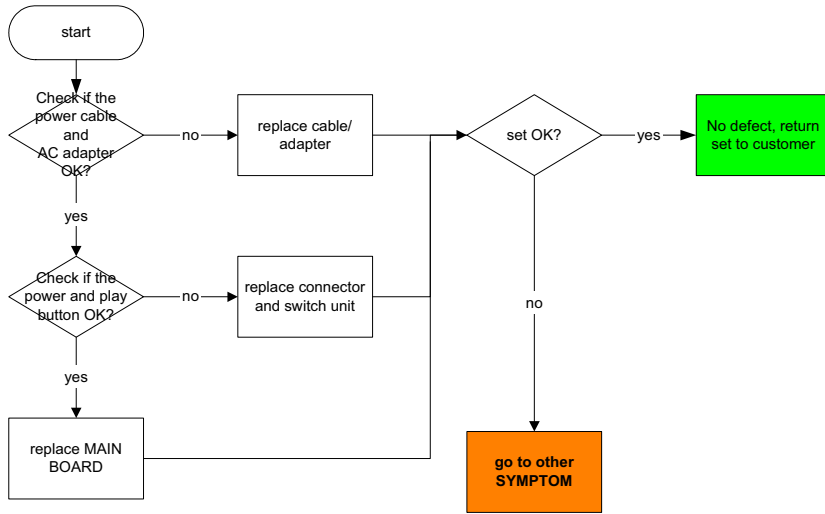 start
Check if the
power cable
and
AC adapter
OK?
no
replace cable/
adapter
set OK?
yes
No defect, return
set to customer
yes
Check if the
power and play
button OK?
no
replace connector
and switch unit
no
yes
replace MAIN
BOARD
go to other
SYMPTOM